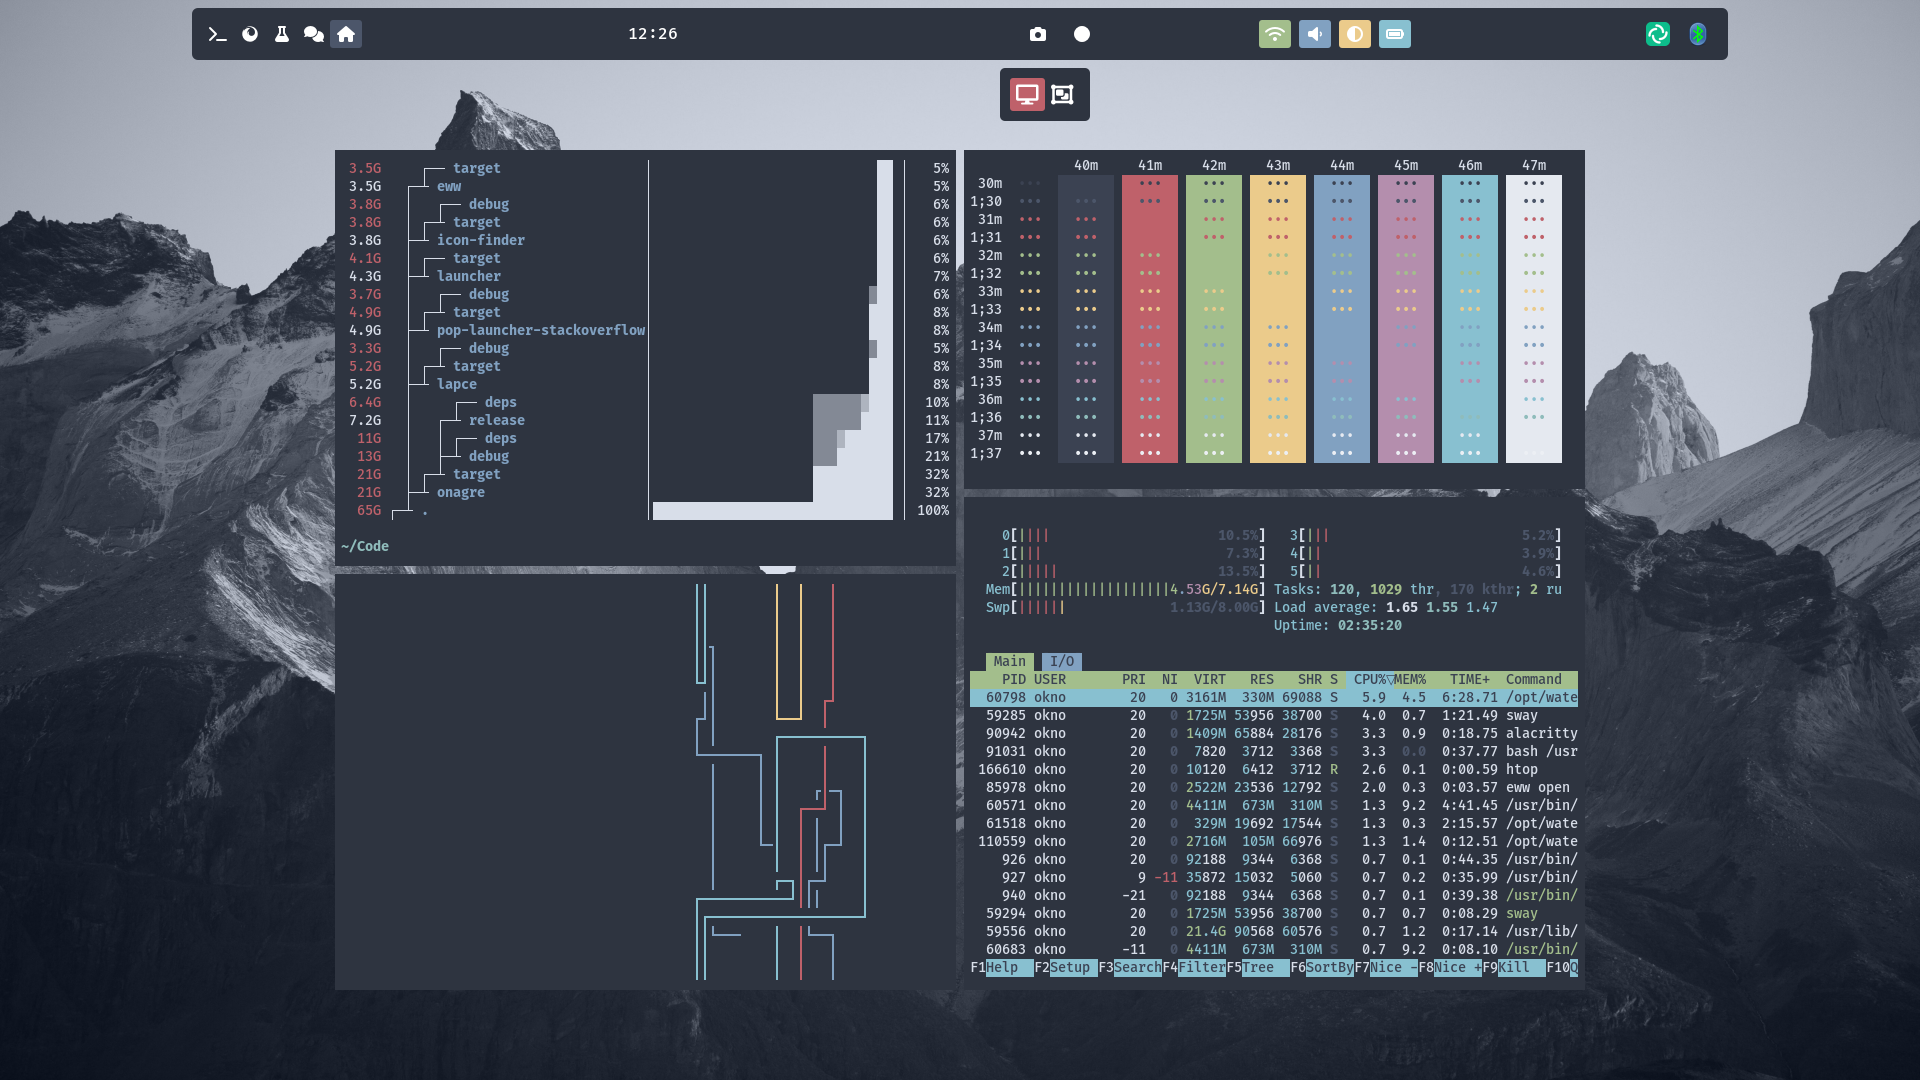 12:26
3.5G target 5%
3.5G eww 5%
3.8G debug 6%
3.8G target 6%
3.8G icon-finder 6%
4.1G target 6%
4.3G launcher 7%
3.7G debug 6%
4.9G target 8%
4.9G pop-launcher-stackoverflow 8%
3.3G debug 5%
5.2G target 8%
5.2G lapce 8%
6.4G deps 10%
7.2G release 11%
11G deps 17%
13G debug 21%
21G target 32%
21G onagre 32%
65G . 100%
~/Code
40m 41m 42m 43m 44m 45m 46m 47m
30m
1;30
31m
1;31
32m
1;32
33m
1;33
34m
1;34
35m
1;35
36m
1;36
37m
1;37
0[|||| 10.5%] 3[||| 5.2%]
1[||| 7.3%] 4[|| 3.9%]
2[||||| 13.5%] 5[|| 4.6%]
Mem[|||||||||||||||||||4.53G/7.14G] Tasks: 120, 1029 thr, 170 kthr; 2 ru
Swp[|||||| 1.13G/8.00G] Load average: 1.65 1.55 1.47
Uptime: 02:35:20
Main I/O
PID USER PRI NI VIRT RES SHR S CPU%▽MEM% TIME+ Command
60798 okno 20 0 3161M 330M 69088 S 5.9 4.5 6:28.71 /opt/wate
59285 okno 20 0 1725M 53956 38700 S 4.0 0.7 1:21.49 sway
90942 okno 20 0 1409M 65884 28176 S 3.3 0.9 0:18.75 alacritty
91031 okno 20 0 7820 3712 3368 S 3.3 0.0 0:37.77 bash /usr
166610 okno 20 0 10120 6412 3712 R 2.6 0.1 0:00.59 htop
85978 okno 20 0 2522M 23536 12792 S 2.0 0.3 0:03.57 eww open
60571 okno 20 0 4411M 673M 310M S 1.3 9.2 4:41.45 /usr/bin/
61518 okno 20 0 329M 19692 17544 S 1.3 0.3 2:15.57 /opt/wate
110559 okno 20 0 2716M 105M 66976 S 1.3 1.4 0:12.51 /opt/wate
926 okno 20 0 92188 9344 6368 S 0.7 0.1 0:44.35 /usr/bin/
927 okno 9 -11 35872 15032 5060 S 0.7 0.2 0:35.99 /usr/bin/
940 okno -21 0 92188 9344 6368 S 0.7 0.1 0:39.38 /usr/bin/
59294 okno 20 0 1725M 53956 38700 S 0.7 0.7 0:08.29 sway
59556 okno 20 0 21.4G 90568 60576 S 0.7 1.2 0:17.14 /usr/lib/
60683 okno -11 0 4411M 673M 310M S 0.7 9.2 0:08.10 /usr/bin/
F1Help F2Setup F3SearchF4FilterF5Tree F6SortByF7Nice -F8Nice +F9Kill F10Q